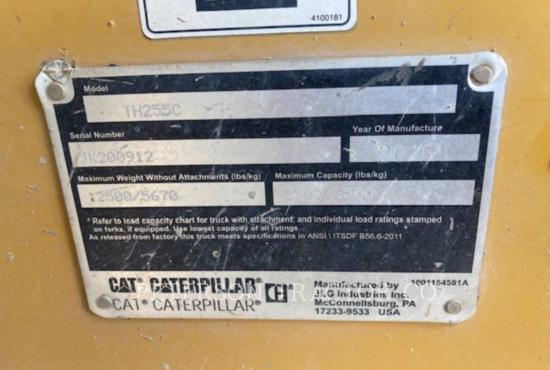 4100181
Model
TH255C
Serial Number
JK200912
Year Of Manufacture
Maximum Weight Without Attachments (lbs/kg)
12500/5670
Maximum Capacity (lbs/kg)
* Refer to load capacity chart for truck with attachment and individual load ratings stamped
on forks, if equipped. Use lowest capacity of all ratings.
As released from factory this truck meets specifications in ANSI \ ITSDF B56.6-2011
CAT® CATERPILLAR®
CAT® CATERPILLAR®
Manufactured by
JLG Industries Inc.
McConnellsburg, PA
17233-9533 USA
1001154581A